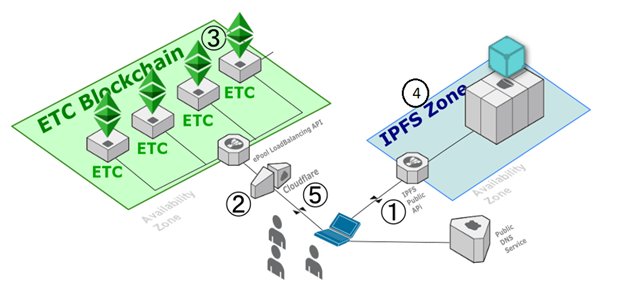 ③
ETC Blockchain
ETC
ETC
ETC
ETC
ePool LoadBalancing API
②
Cloudflare
⑤
Availability
Zone
④
IPFS Zone
①
IPFS
Public
API
Availability
Zone
Public
DNS
Service